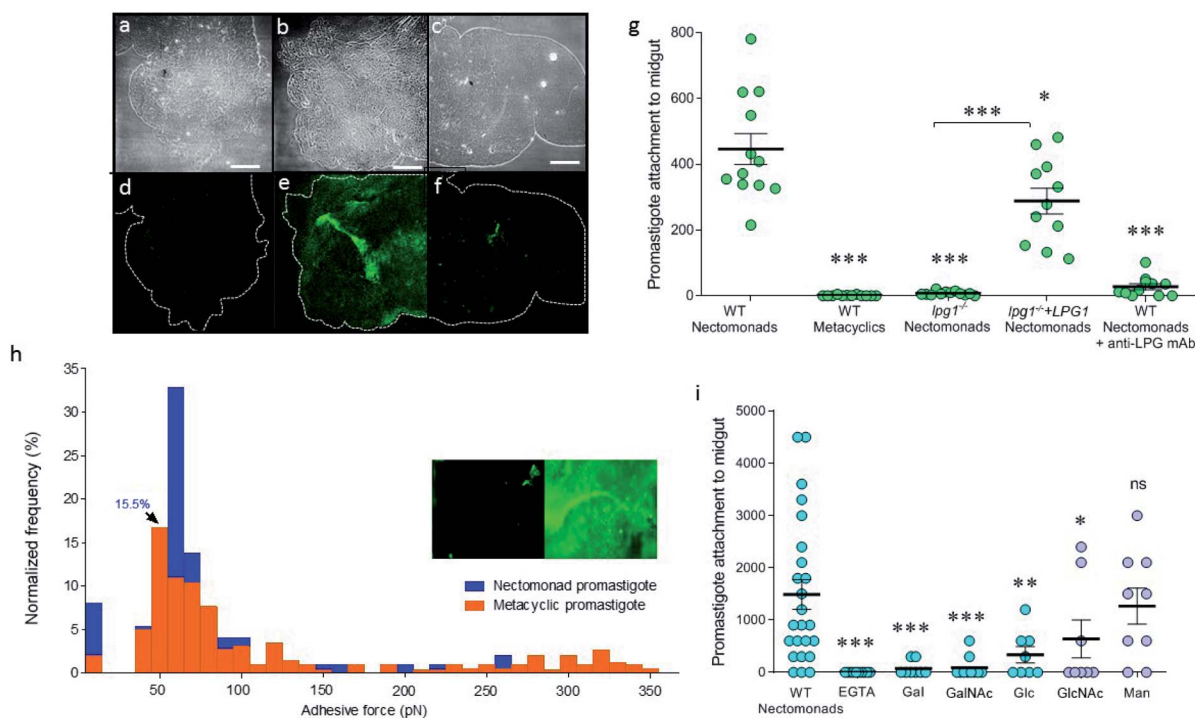 a
b
c
d
e
f
g
Promastigote attachment to midgut
800
600
400
200
0
***
***
***
*
***
WT
Nectomonads
WT
Metacyclics
lpg1-/-
Nectomonads
lpg1-/-+LPG1
Nectomonads
WT
Nectomonads
+ anti-LPG mAb
h
Normalized frequency (%)
35
30
25
20
15
10
5
0
15.5%
Nectomonad promastigote
Metacyclic promastigote
50
100
150
200
250
300
350
Adhesive force (pN)
i
Promastigote attachment to midgut
5000
4000
3000
2000
1000
0
***
***
***
**
*
ns
WT
Nectomonads
EGTA
Gal
GalNAc
Glc
GlcNAc
Man